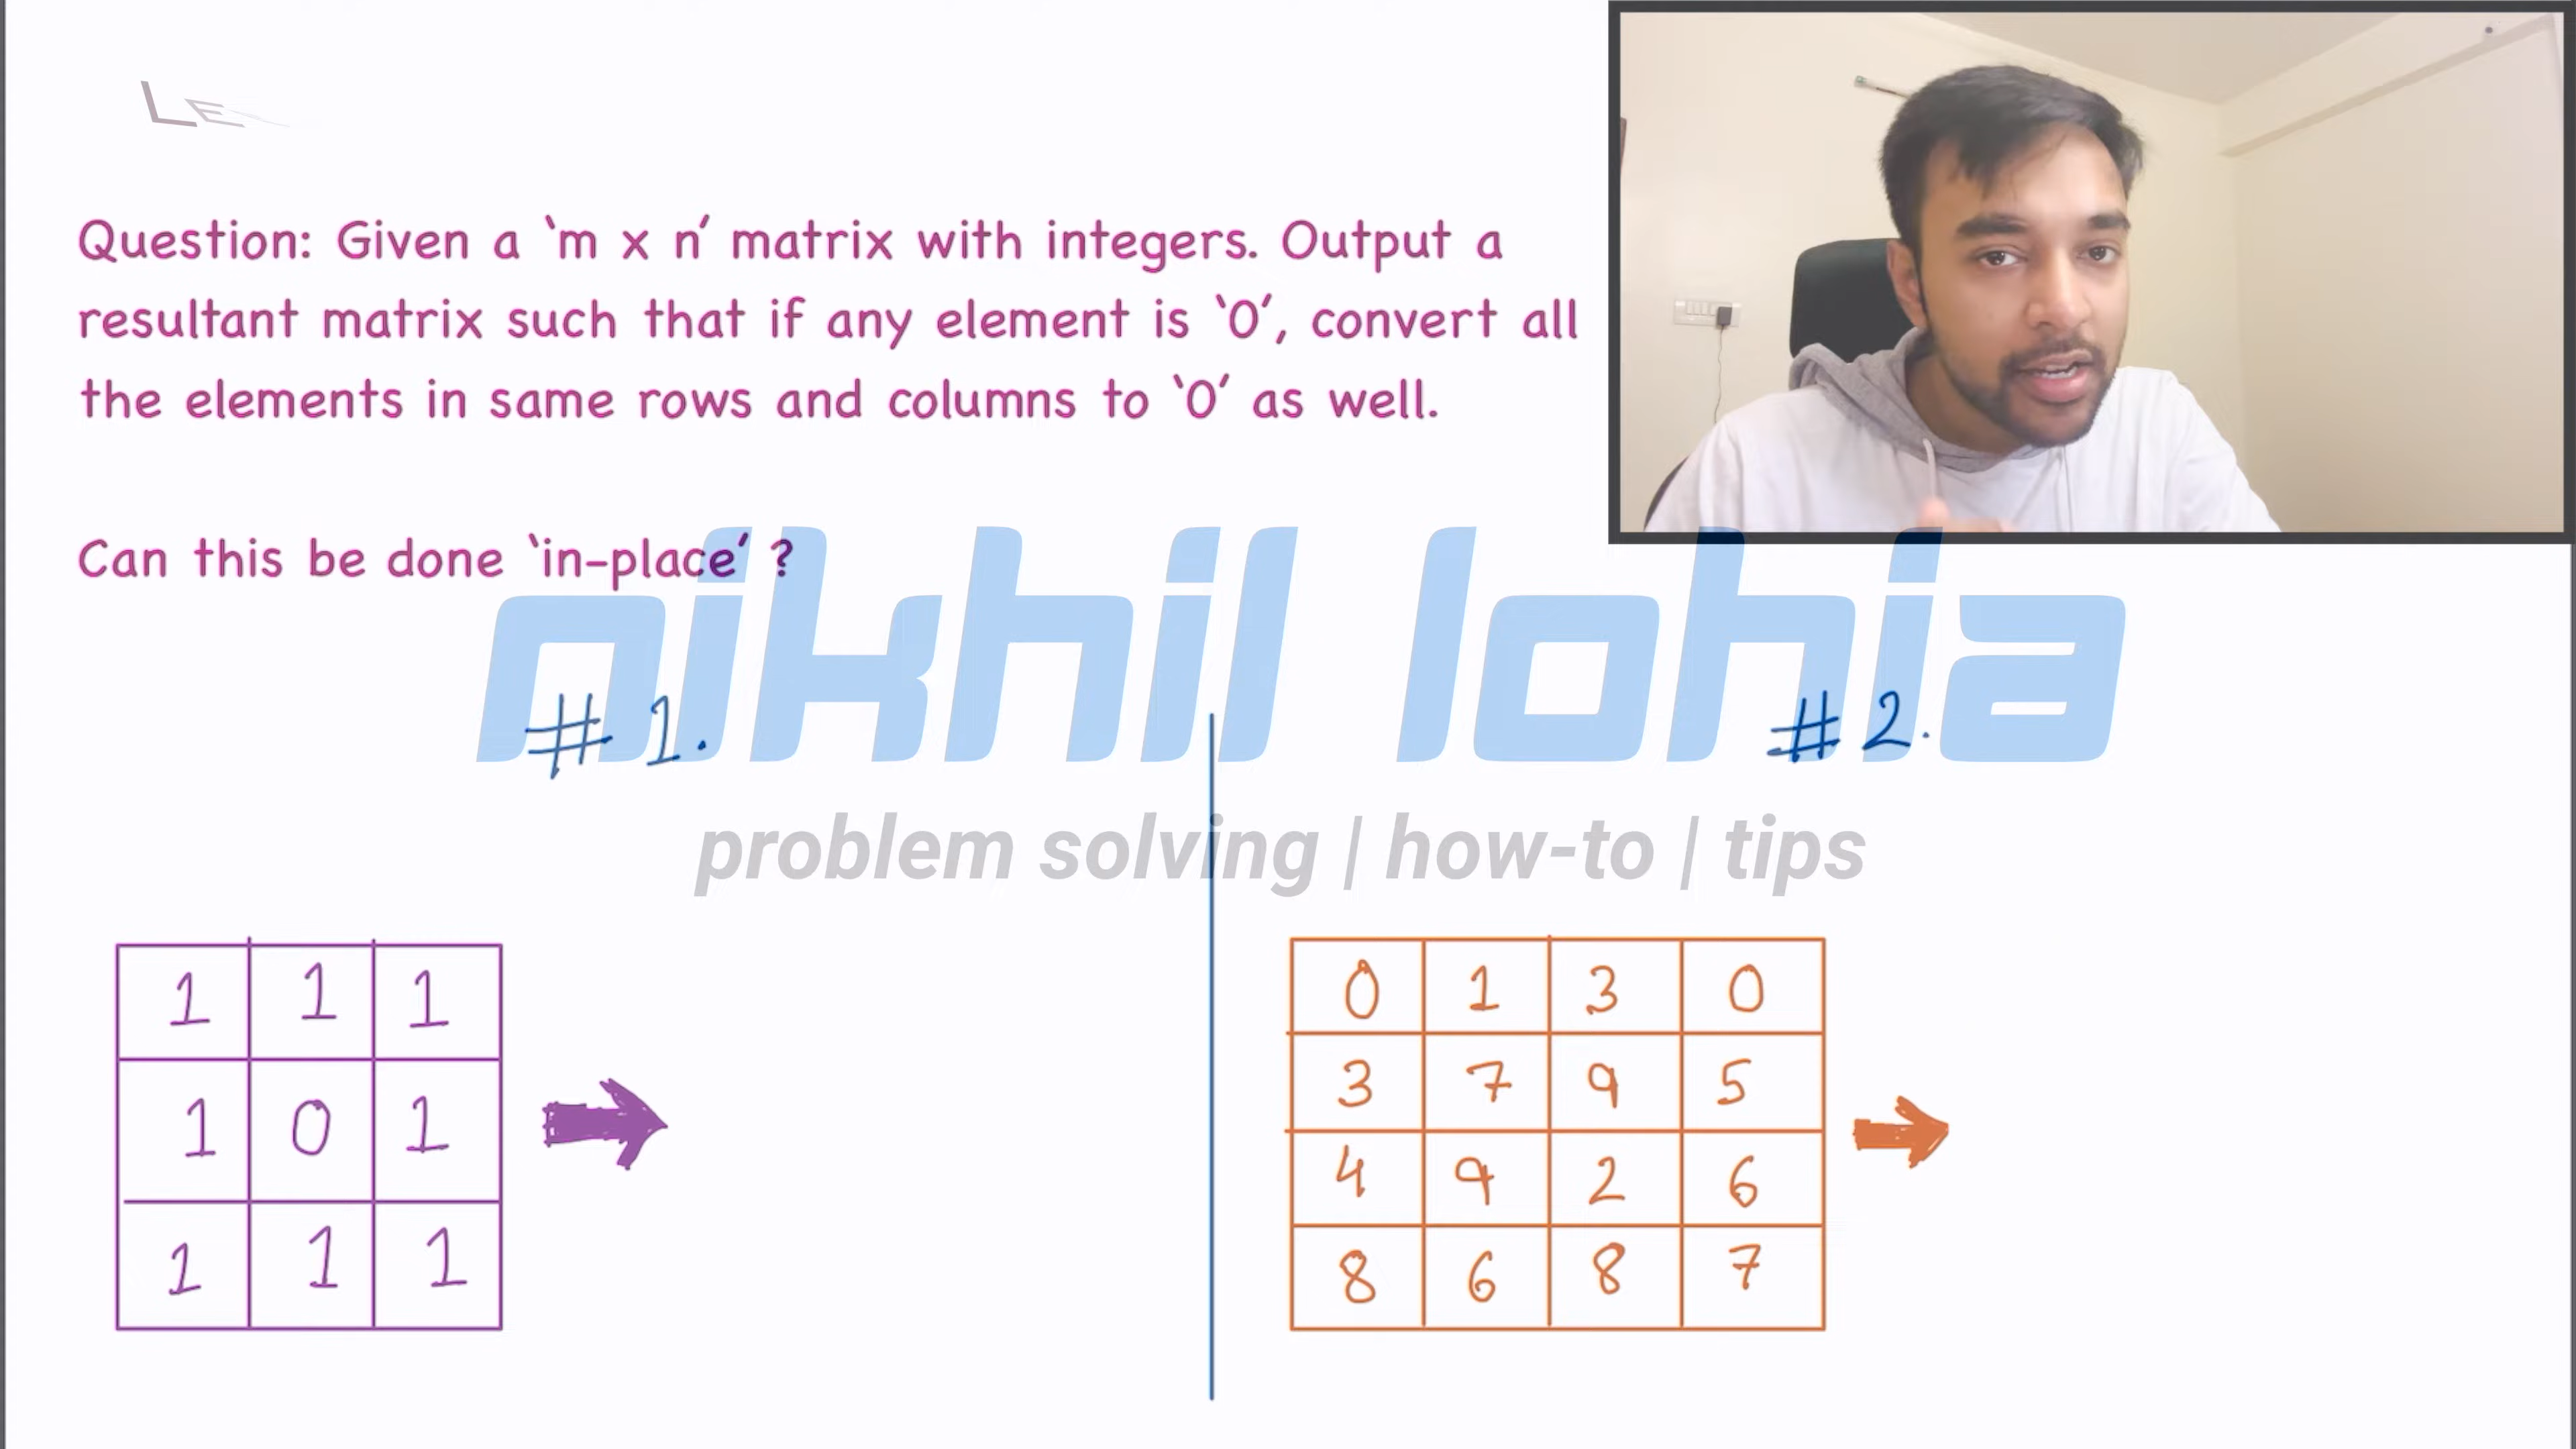 LE
Question: Given a ‘m x n’ matrix with integers. Output a
resultant matrix such that if any element is ‘0’, convert all
the elements in same rows and columns to ‘0’ as well.
Can this be done ‘in-place’ ?
nikhil lohia
problem solving | how-to | tips
# 1.
# 2.
1 1 1
1 0 1
1 1 1
0 1 3 0
3 7 9 5
4 9 2 6
8 6 8 7